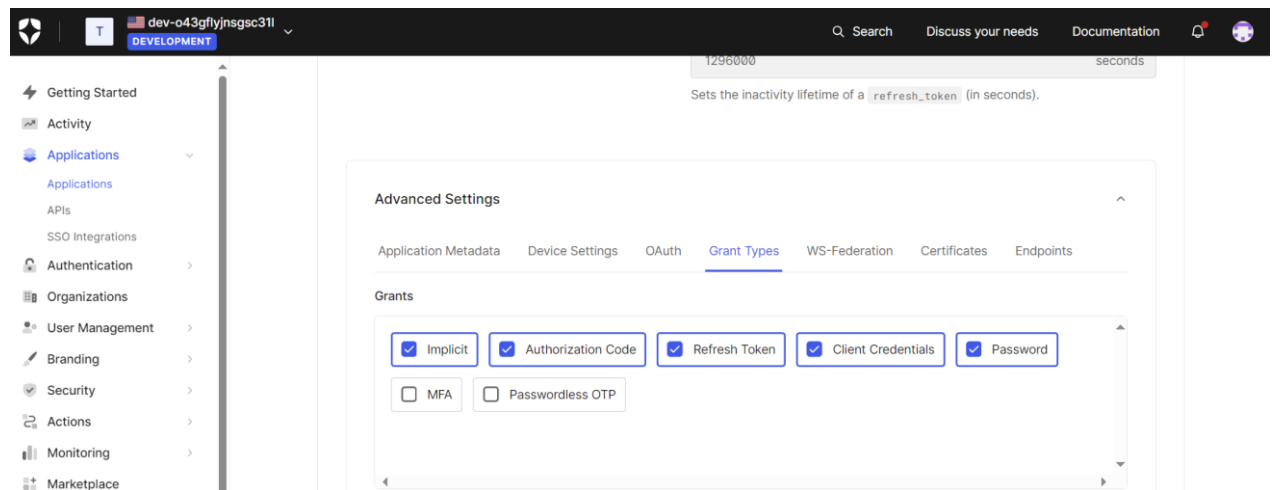 T
dev-o43gflyjnsgsc31l
DEVELOPMENT
Search
Discuss your needs
Documentation
Getting Started
Activity
Applications
Applications
APIs
SSO Integrations
Authentication
Organizations
User Management
Branding
Security
Actions
Monitoring
Marketplace
1296000 seconds
Sets the inactivity lifetime of a refresh_token (in seconds).
Advanced Settings
Application Metadata Device Settings OAuth Grant Types WS-Federation Certificates Endpoints
Grants
Implicit Authorization Code Refresh Token Client Credentials Password
MFA Passwordless OTP